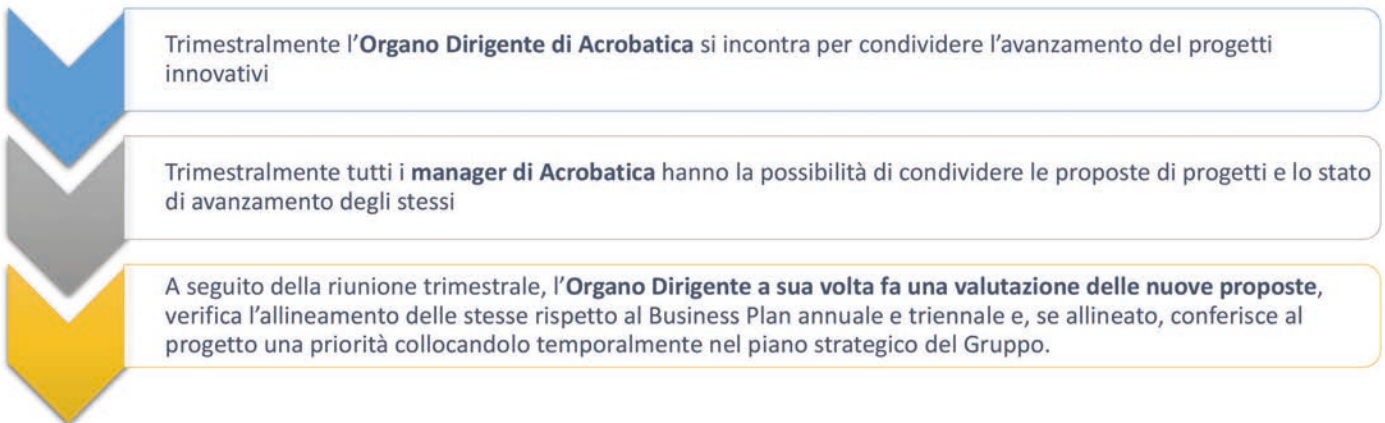 Trimestralmente l’Organo Dirigente di Acrobatica si incontra per condividere l’avanzamento del progetti
innovativi
Trimestralmente tutti i manager di Acrobatica hanno la possibilità di condividere le proposte di progetti e lo stato
di avanzamento degli stessi
A seguito della riunione trimestrale, l’Organo Dirigente a sua volta fa una valutazione delle nuove proposte,
verifica l’allineamento delle stesse rispetto al Business Plan annuale e triennale e, se allineato, conferisce al
progetto una priorità collocandolo temporalmente nel piano strategico del Gruppo.